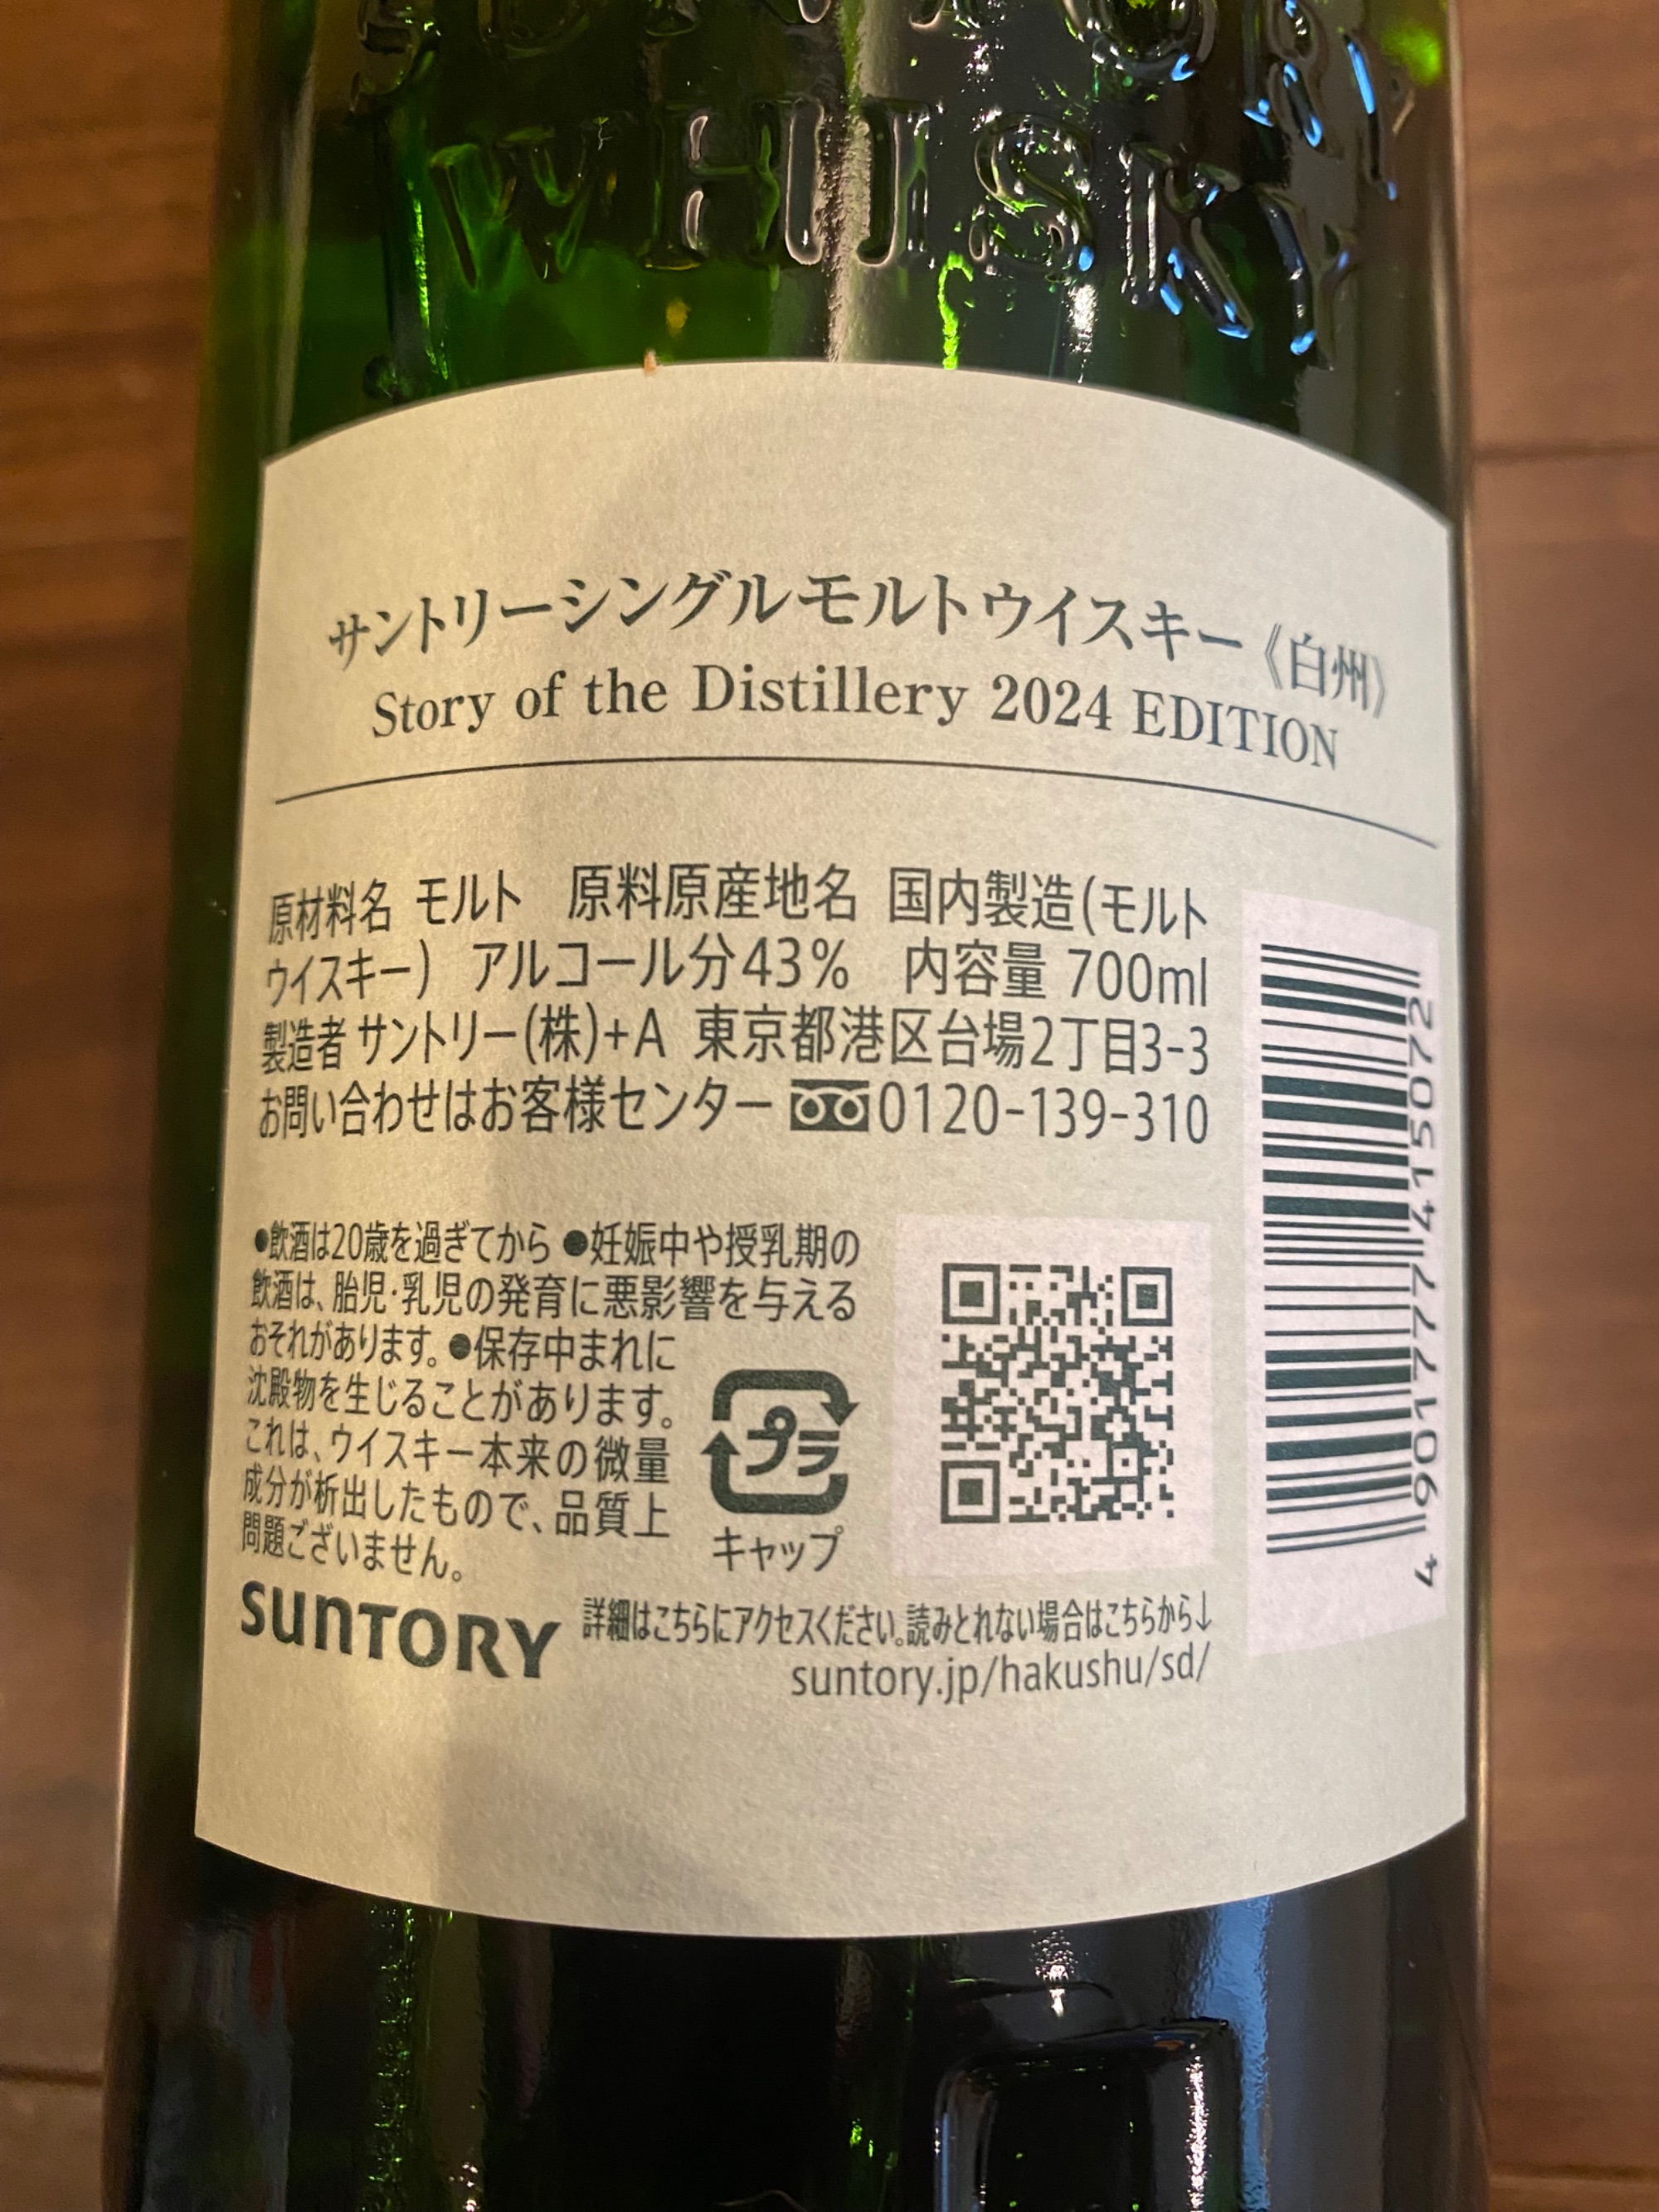 WHISKY
サントリーシングルモルトウイスキー《白州》
Story of the Distillery 2024 EDITION
原材料名 モルト 原料原産地名 国内製造(モルト
ウイスキー) アルコール分43% 内容量 700ml
製造者 サントリー(株)+A 東京都港区台場2丁目3-3
お問い合わせはお客様センター 0120-139-310
●飲酒は20歳を過ぎてから ●妊娠中や授乳期の
飲酒は、胎児・乳児の発育に悪影響を与える
おそれがあります。●保存中まれに
沈殿物を生じることがあります。
これは、ウイスキー本来の微量
成分が析出したもので、品質上
問題ございません。
プラ
キャップ
SUNTORY
詳細はこちらにアクセスください。読みとれない場合はこちらから↓
suntory.jp/hakushu/sd/
4 901777 415072